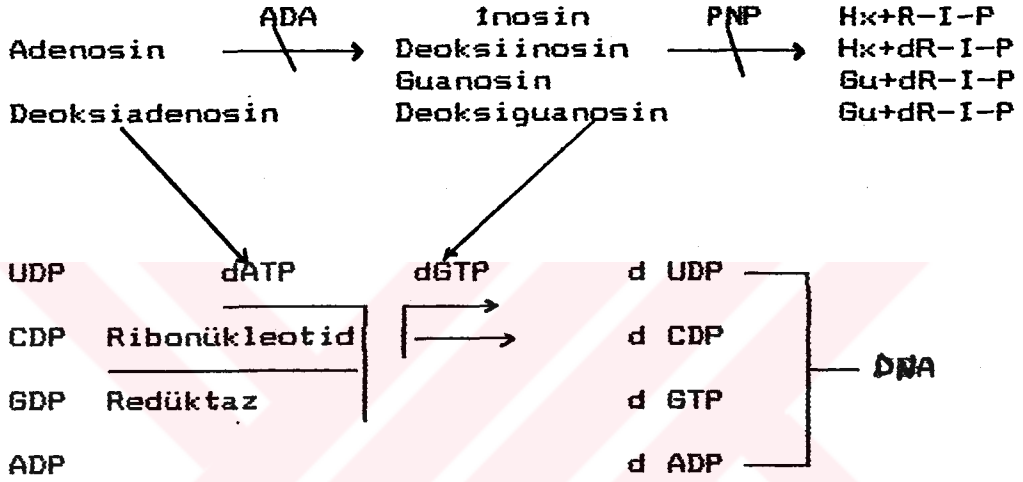 ADA İnosin PNP Hx+R-I-P
Adenosin Deoksiinosin Hx+dR-I-P
Guanosin Gu+dR-I-P
Deoksiadenosin Deoksiguanosin Gu+dR-I-P
UDP dATP dGTP d UDP
CDP Ribonükleotid d CDP
DNA
GDP Redüktaz d GTP
ADP d ADP